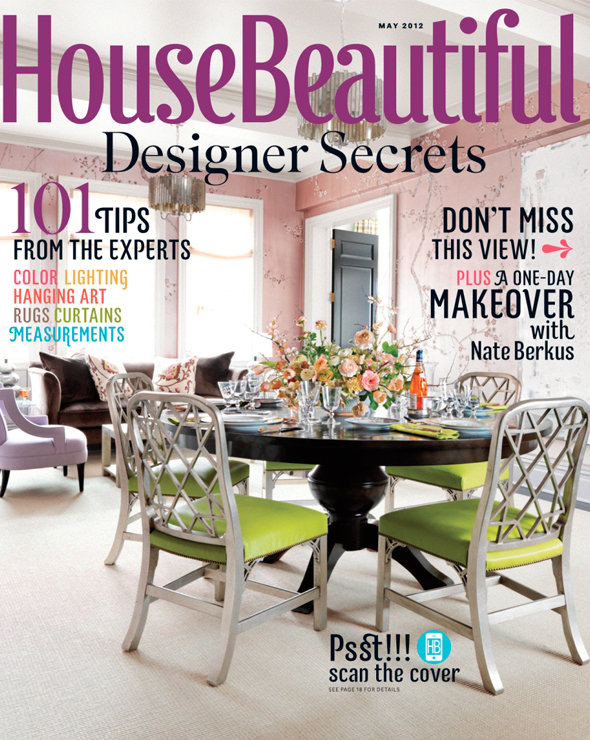 MAY 2012
HouseBeautiful
Designer Secrets
101 TIPS
FROM THE EXPERTS
COLOR LIGHTING
HANGING ART
RUGS CURTAINS
MEASUREMENTS
DON'T MISS
THIS VIEW!
PLUS A ONE-DAY
MAKEOVER
with
Nate Berkus
Psst!!!
HB
scan the cover
SEE PAGE 18 FOR DETAILS